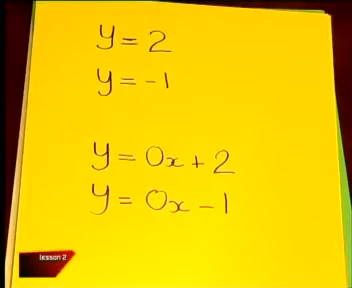 y = 2
y = -1
y = 0x + 2
y = 0x - 1
lesson 2